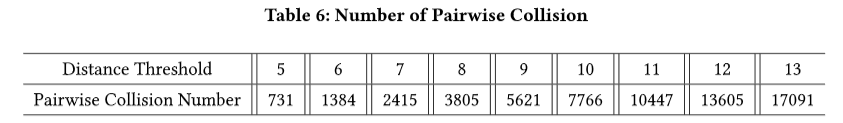 Table 6: Number of Pairwise Collision
Distance Threshold 5 6 7 8 9 10 11 12 13
Pairwise Collision Number 731 1384 2415 3805 5621 7766 10447 13605 17091